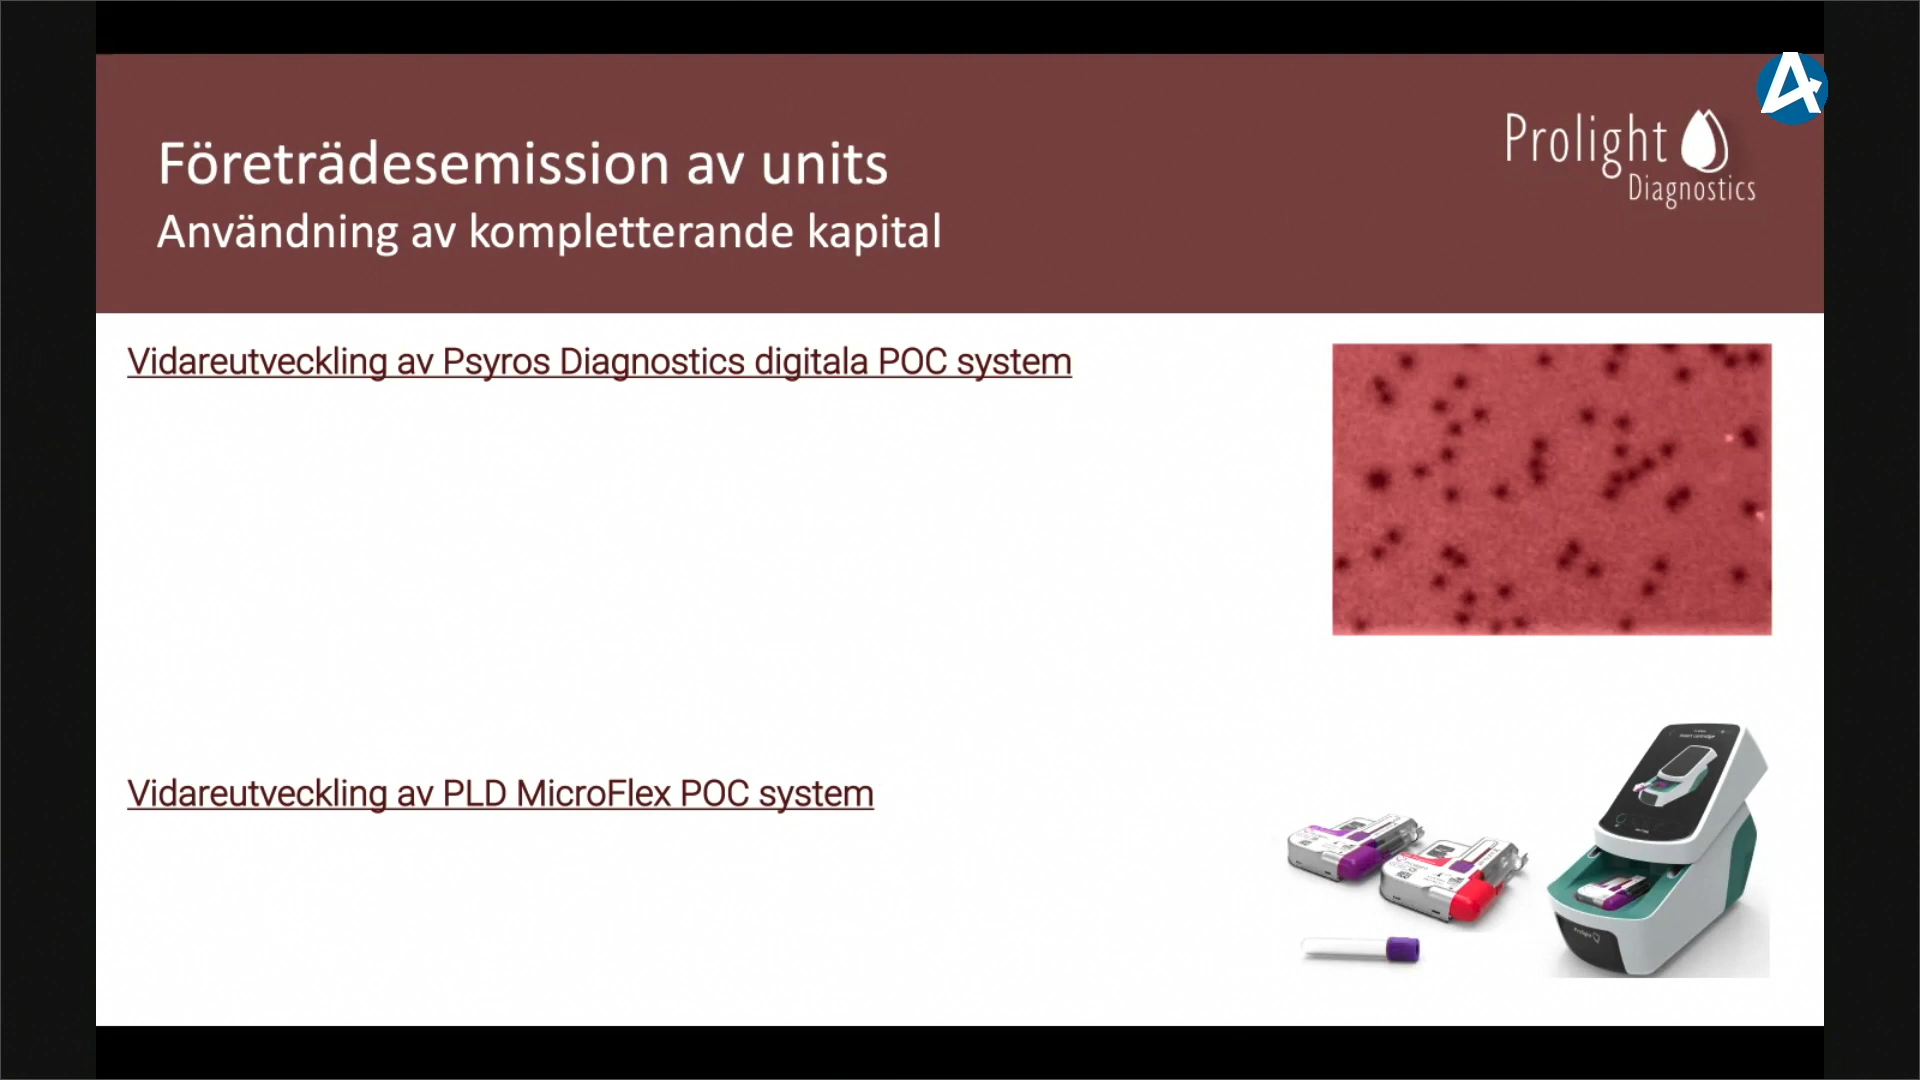 Företrädesemission av units
Användning av kompletterande kapital
Prolight
Diagnostics
Vidareutveckling av Psyros Diagnostics digitala POC system
Vidareutveckling av PLD MicroFlex POC system